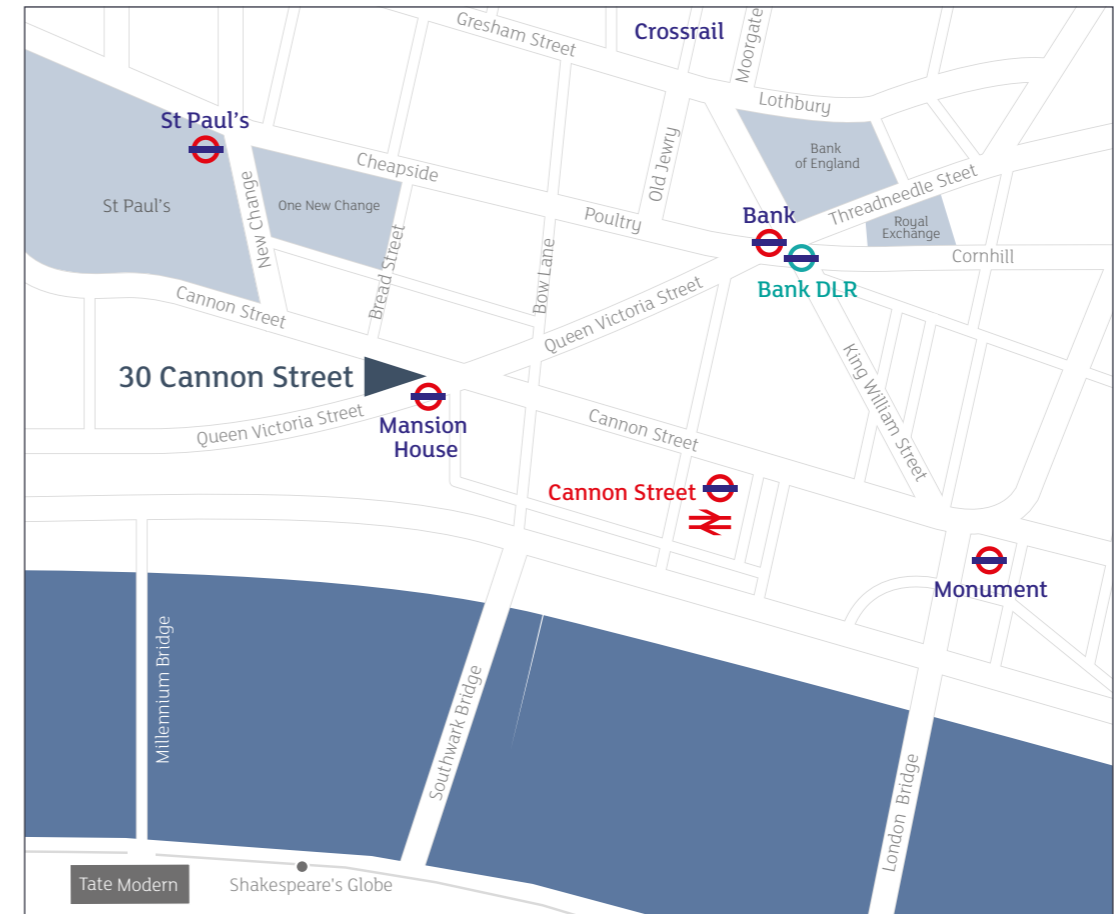 Gresham Street
Crossrail
Moorgate
Lothbury
St Paul's
Cheapside
Old Jewry
Bank
of England
St Paul's
New Change
One New Change
Bread Street
Bow Lane
Poultry
Bank
Threadneedle Steet
Royal
Exchange
Cornhill
Bank DLR
Cannon Street
Queen Victoria Street
King William Street
30 Cannon Street
Mansion
House
Queen Victoria Street
Cannon Street
Cannon Street
Monument
Millennium Bridge
Southwark Bridge
London Bridge
Tate Modern
Shakespeare's Globe